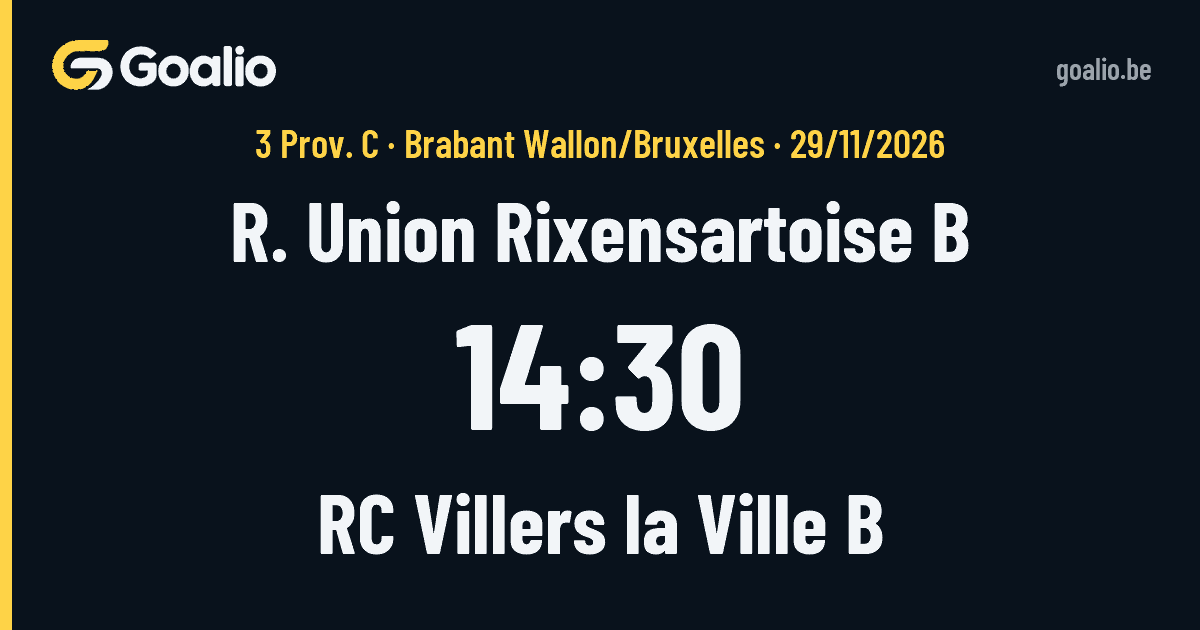 Goalio
goalio.be
3 Prov. C · Brabant Wallon/Bruxelles · 29/11/2026
R. Union Rixensartoise B
14:30
RC Villers la Ville B